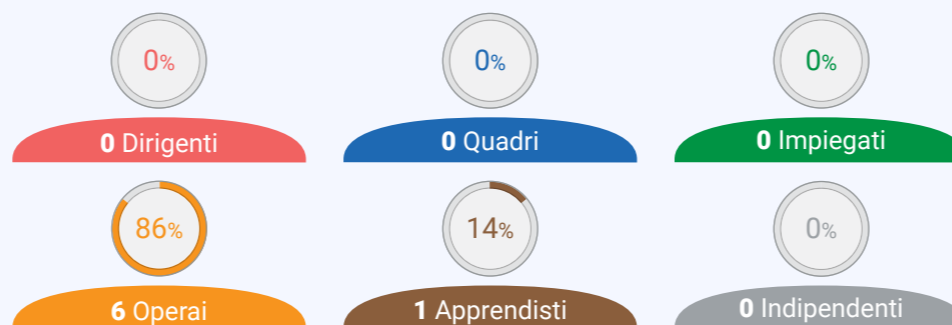 0% 0% 0%
0 Dirigenti 0 Quadri 0 Impiegati
86% 14% 0%
6 Operai 1 Apprendisti 0 Indipendenti